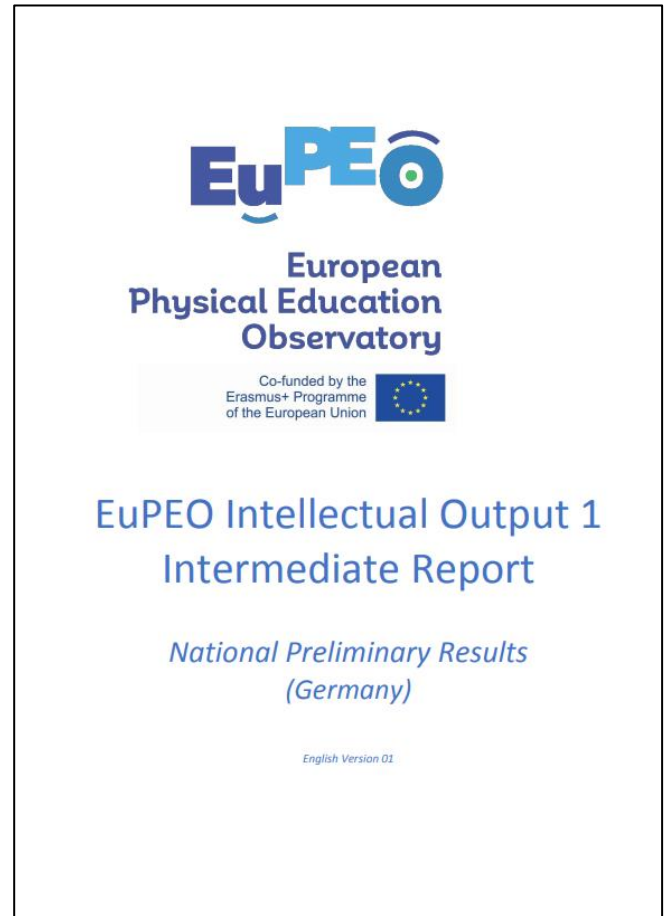 EuPEO
European
Physical Education
Observatory
Co-funded by the
Erasmus+ Programme
of the European Union
EuPEO Intellectual Output 1
Intermediate Report
National Preliminary Results
(Germany)
English Version 01